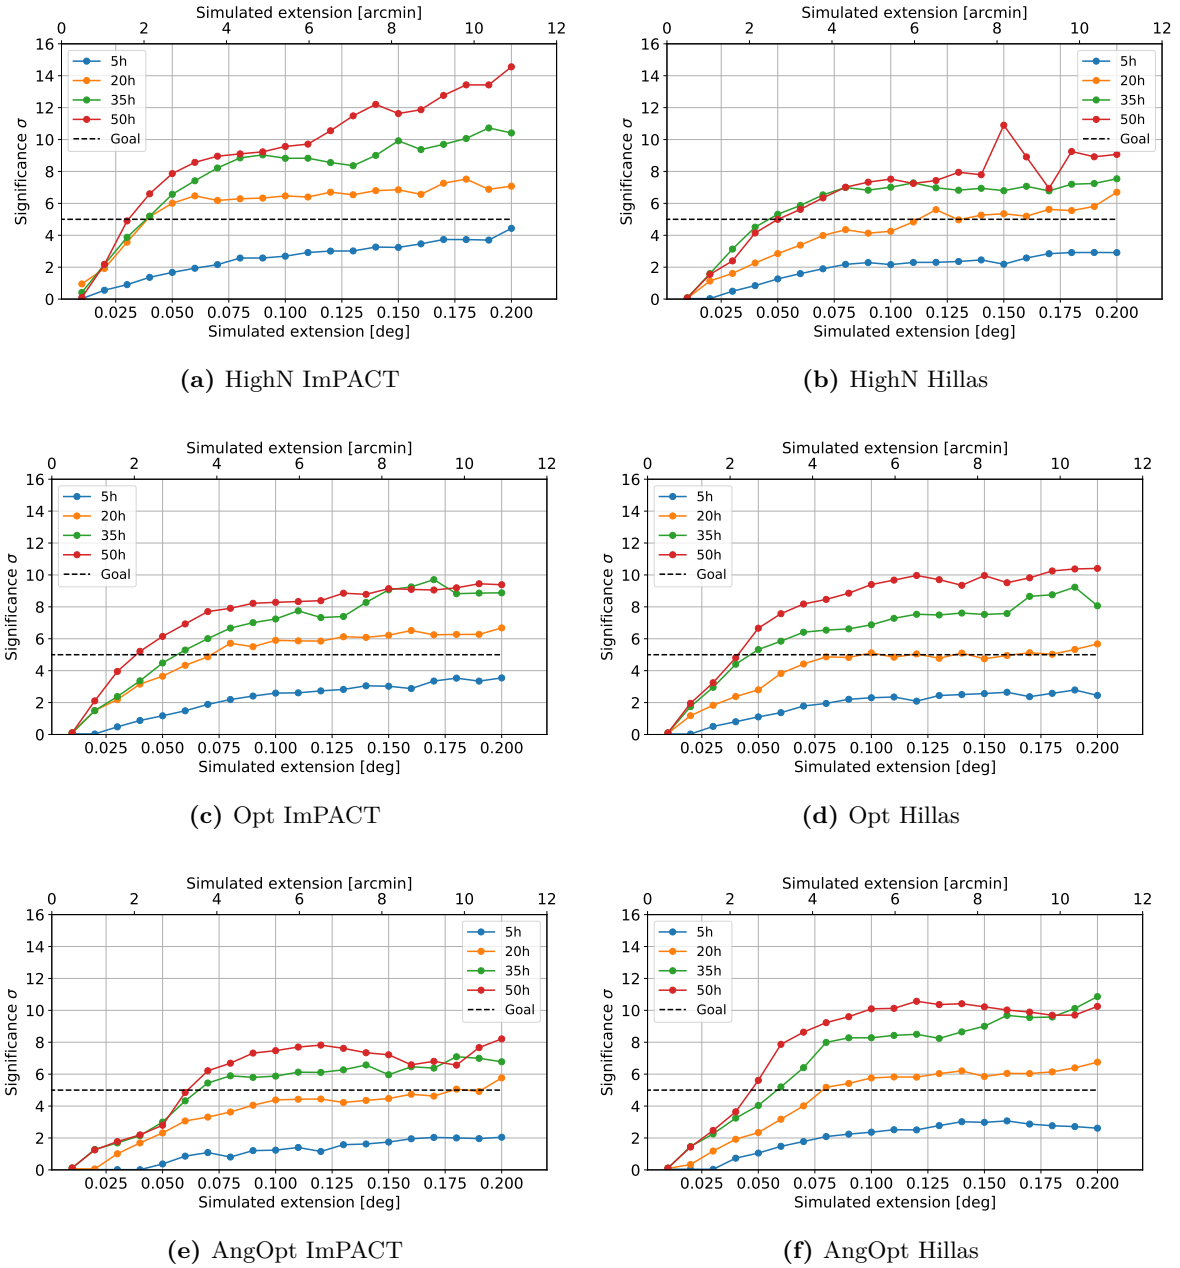 Simulated extension [arcmin]
0 2 4 6 8 10 12
16
14
12
10
8
6
4
2
0
Significance σ
5h
20h
35h
50h
Goal
0.025 0.050 0.075 0.100 0.125 0.150 0.175 0.200
Simulated extension [deg]
(a) HighN ImPACT
Simulated extension [arcmin]
0 2 4 6 8 10 12
16
14
12
10
8
6
4
2
0
Significance σ
5h
20h
35h
50h
Goal
0.025 0.050 0.075 0.100 0.125 0.150 0.175 0.200
Simulated extension [deg]
(b) HighN Hillas
Simulated extension [arcmin]
0 2 4 6 8 10 12
16
14
12
10
8
6
4
2
0
Significance σ
5h
20h
35h
50h
Goal
0.025 0.050 0.075 0.100 0.125 0.150 0.175 0.200
Simulated extension [deg]
(c) Opt ImPACT
Simulated extension [arcmin]
0 2 4 6 8 10 12
16
14
12
10
8
6
4
2
0
Significance σ
5h
20h
35h
50h
Goal
0.025 0.050 0.075 0.100 0.125 0.150 0.175 0.200
Simulated extension [deg]
(d) Opt Hillas
Simulated extension [arcmin]
0 2 4 6 8 10 12
16
14
12
10
8
6
4
2
0
Significance σ
5h
20h
35h
50h
Goal
0.025 0.050 0.075 0.100 0.125 0.150 0.175 0.200
Simulated extension [deg]
(e) AngOpt ImPACT
Simulated extension [arcmin]
0 2 4 6 8 10 12
16
14
12
10
8
6
4
2
0
Significance σ
5h
20h
35h
50h
Goal
0.025 0.050 0.075 0.100 0.125 0.150 0.175 0.200
Simulated extension [deg]
(f) AngOpt Hillas